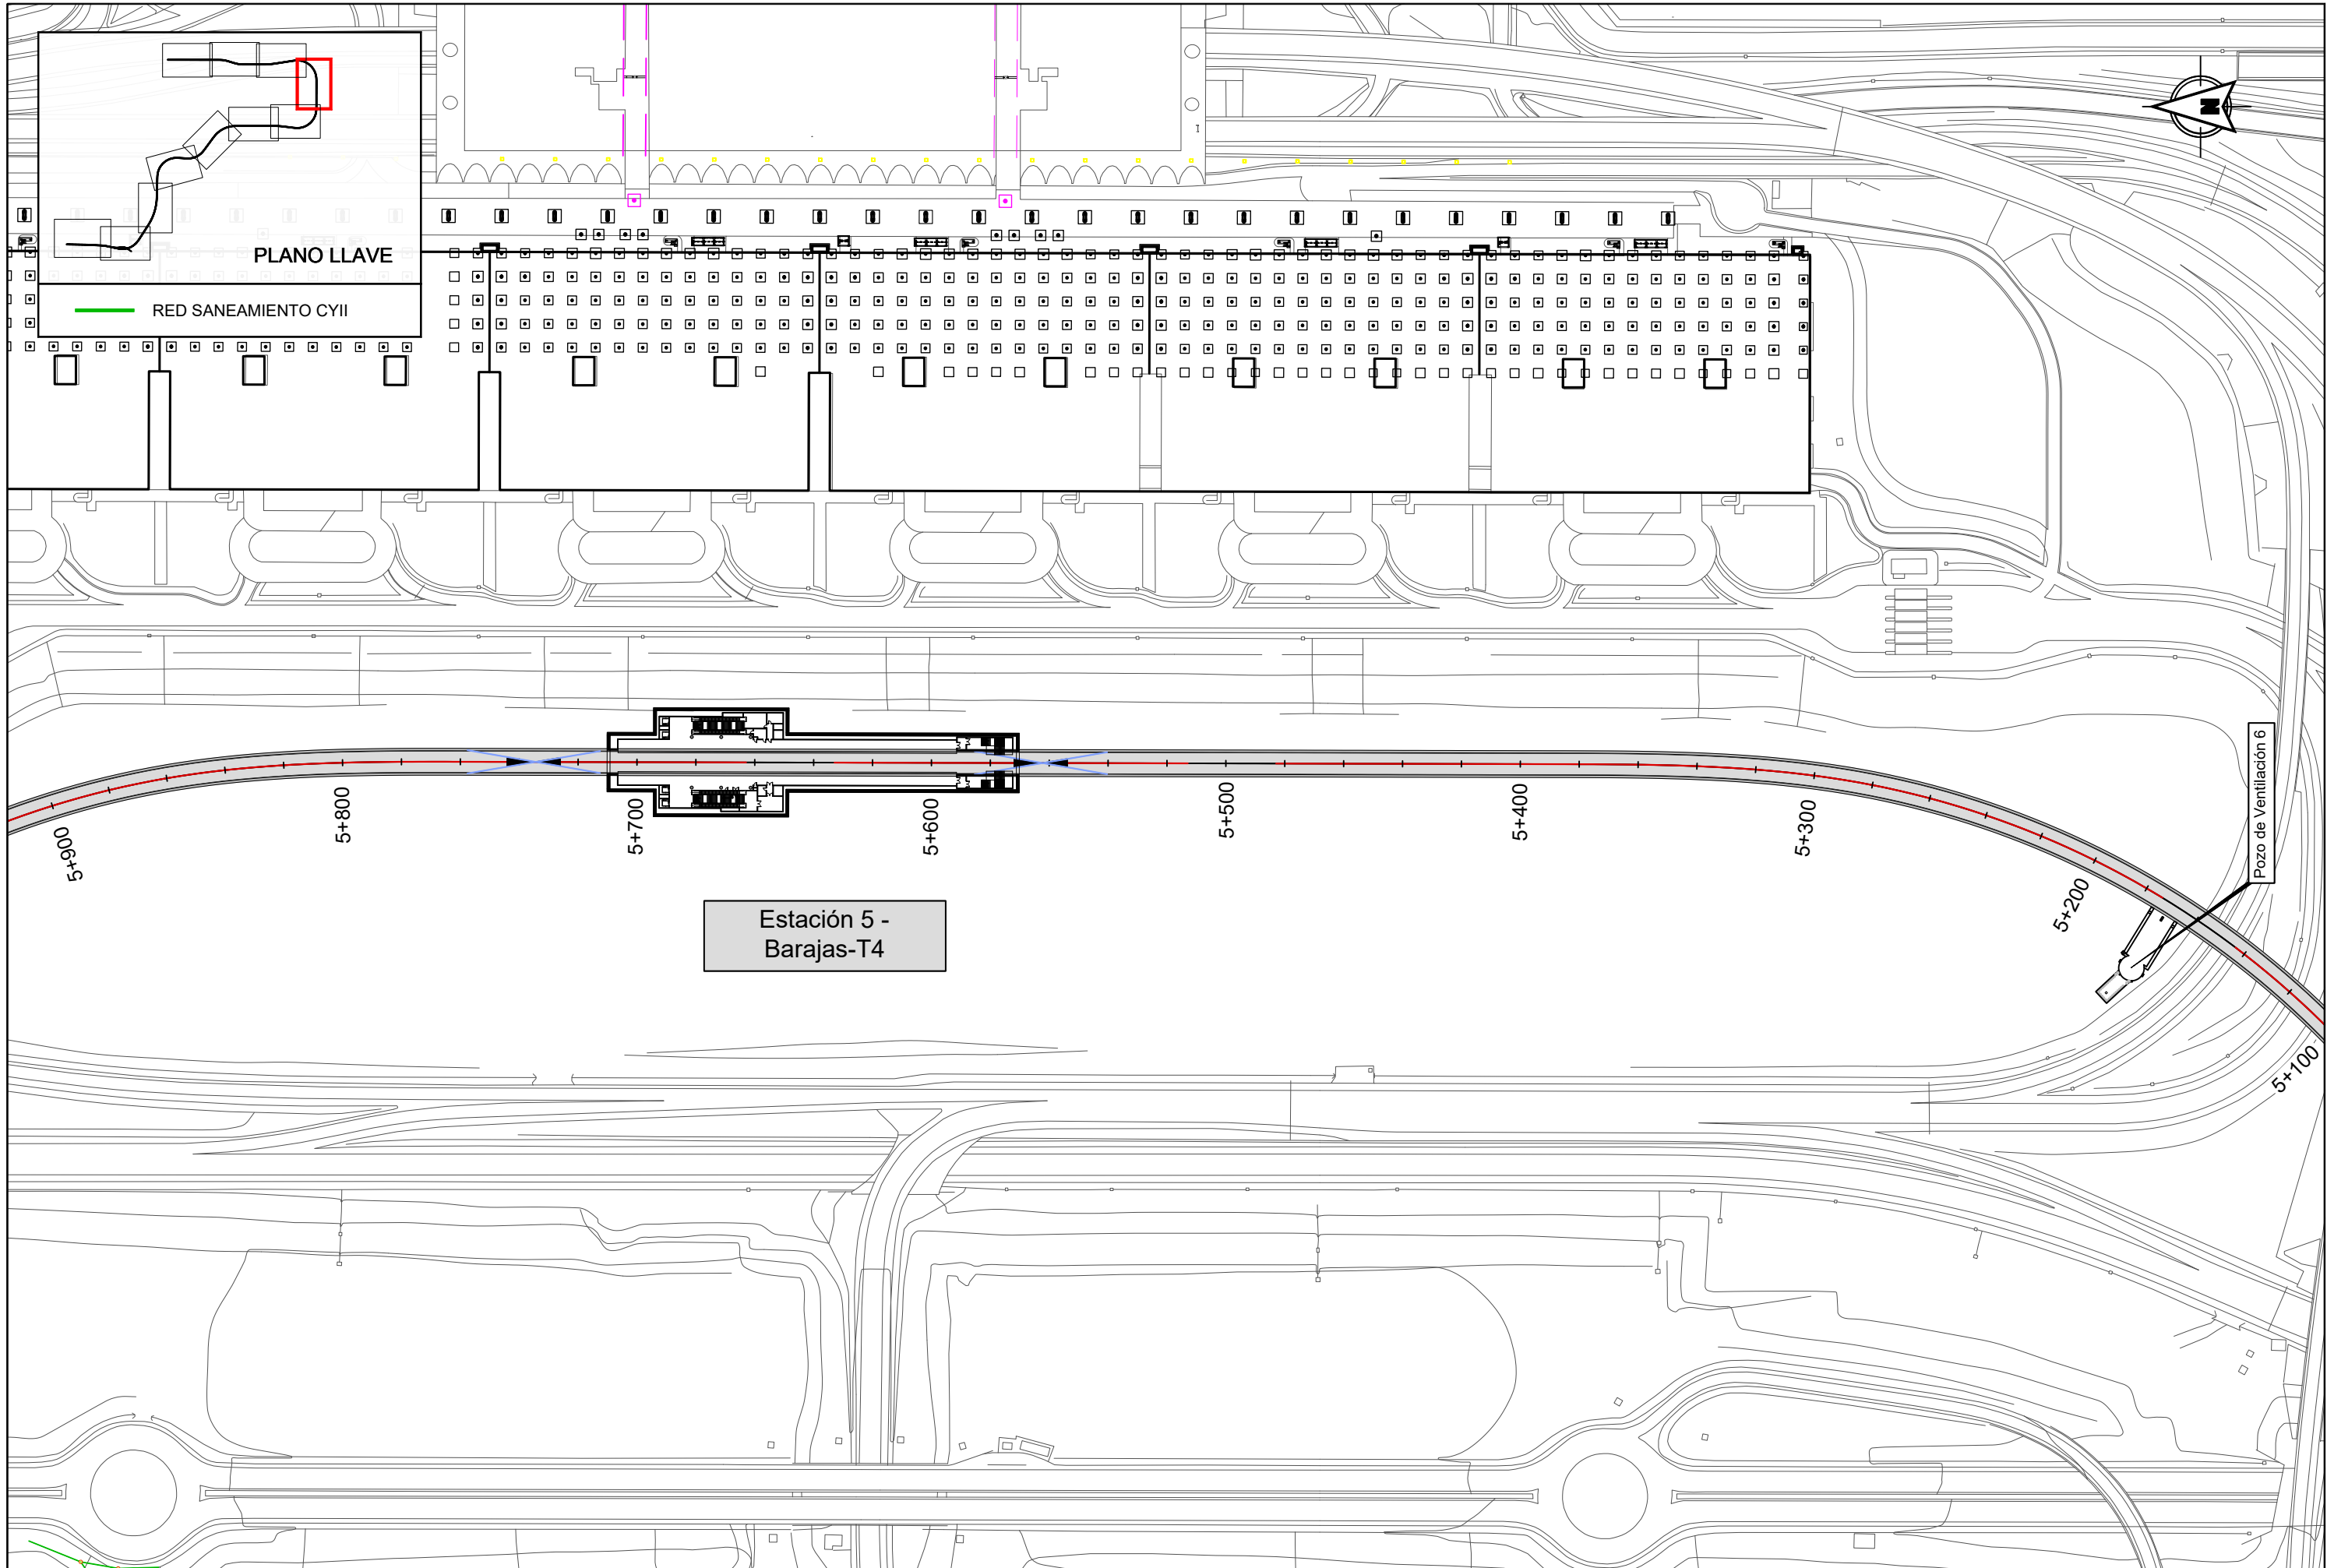 PLANO LLAVE
RED SANEAMIENTO CYII
N
Pozo de Ventilación 6
5+900
5+800
5+700
5+600
5+500
5+400
5+300
5+200
5+100
Estación 5 -
Barajas-T4